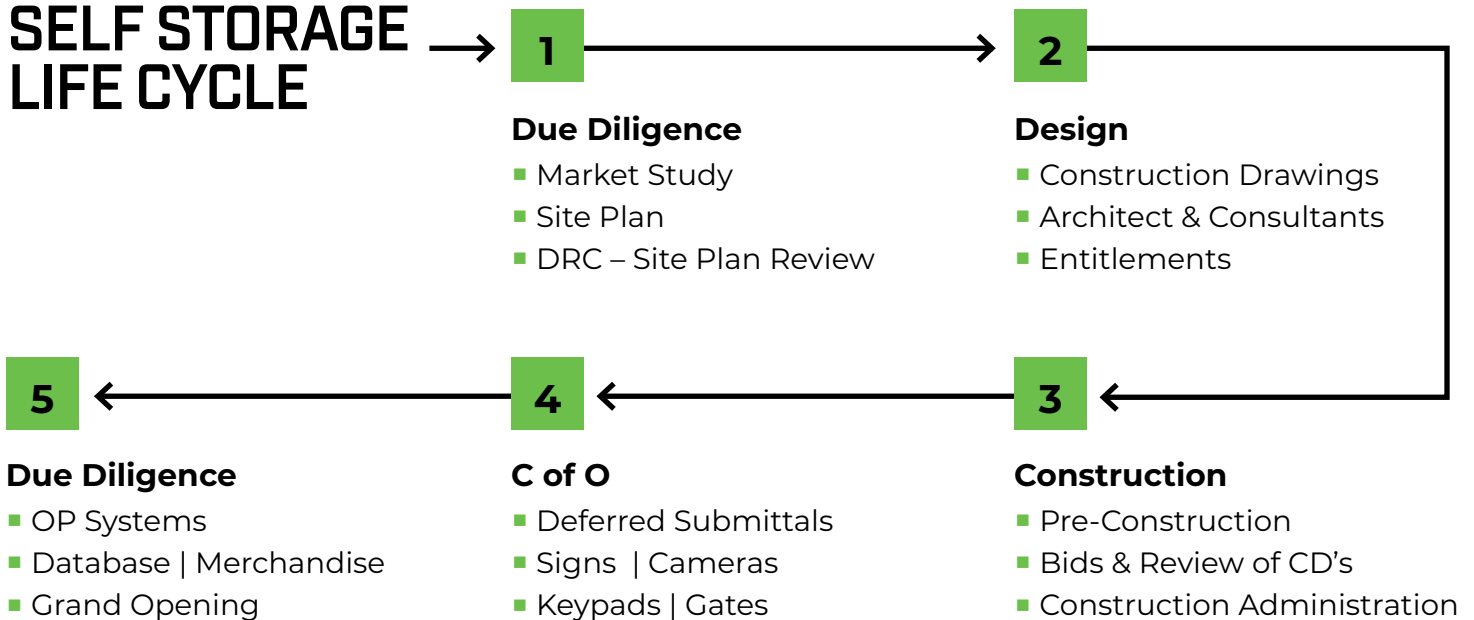 SELF STORAGE
LIFE CYCLE
1
Due Diligence
▪ Market Study
▪ Site Plan
▪ DRC – Site Plan Review
2
Design
▪ Construction Drawings
▪ Architect & Consultants
▪ Entitlements
3
Construction
▪ Pre-Construction
▪ Bids & Review of CD's
▪ Construction Administration
4
C of O
▪ Deferred Submittals
▪ Signs | Cameras
▪ Keypads | Gates
5
Due Diligence
▪ OP Systems
▪ Database | Merchandise
▪ Grand Opening